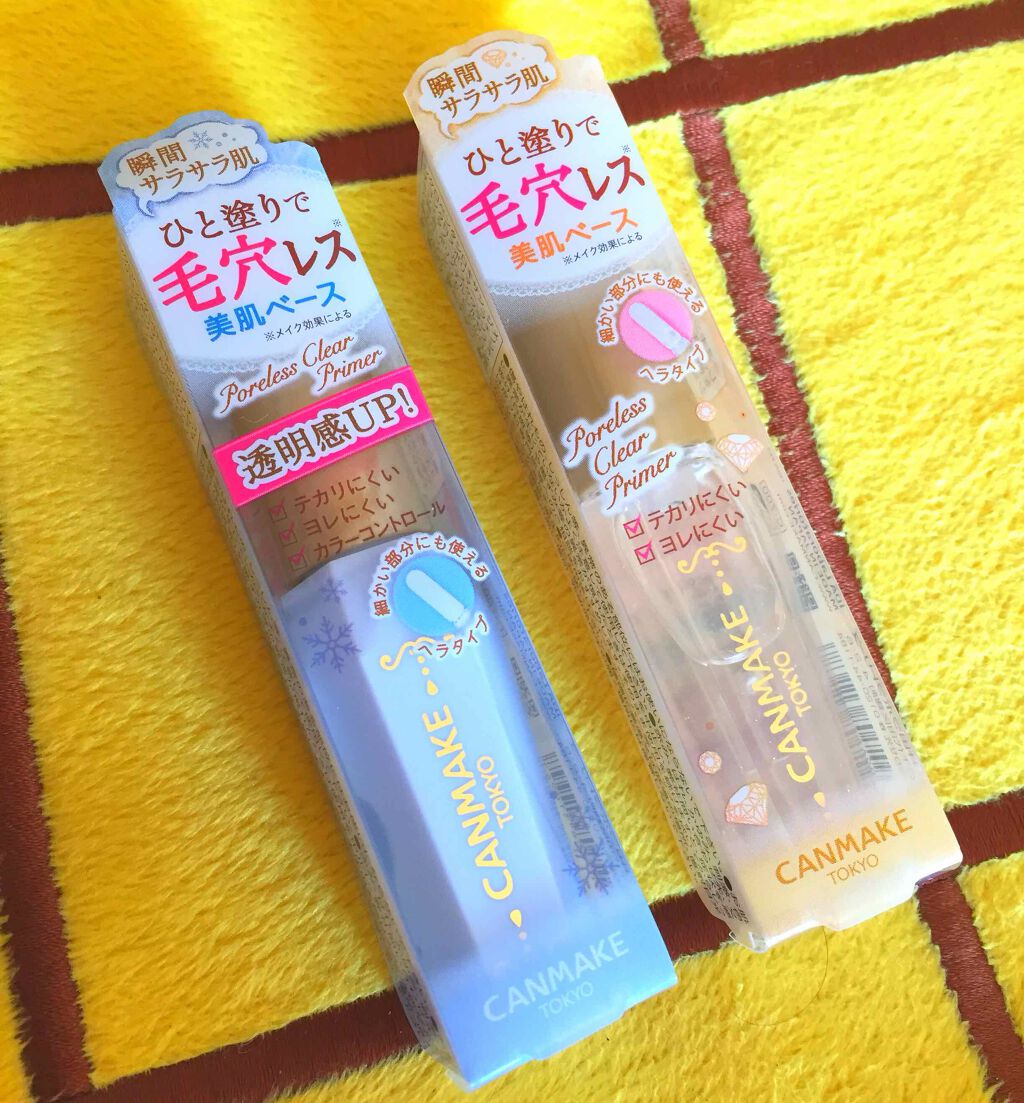 瞬間
サラサラ肌
ひと塗りで
毛穴レス※
美肌ベース
※メイク効果による
Poreless Clear
Primer
透明感UP!
テカリにくい
ヨレにくい
カラーコントロール
細かい部分にも使える
ヘラタイプ
CANMAKE
TOKYO
CANMAKE
TOKYO
瞬間
サラサラ肌
ひと塗りで
毛穴レス※
美肌ベース
※メイク効果による
細かい部分にも使える
ヘラタイプ
Poreless
Clear
Primer
テカリにくい
ヨレにくい
CANMAKE
TOKYO
CANMAKE
TOKYO